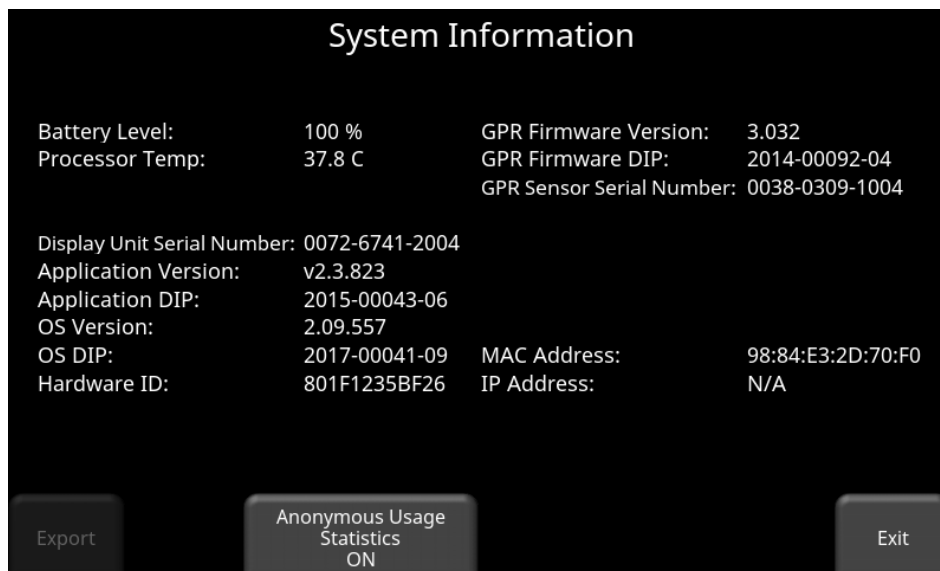 System Information
Battery Level: 100 % GPR Firmware Version: 3.032
Processor Temp: 37.8 C GPR Firmware DIP: 2014-00092-04
GPR Sensor Serial Number: 0038-0309-1004
Display Unit Serial Number: 0072-6741-2004
Application Version: v2.3.823
Application DIP: 2015-00043-06
OS Version: 2.09.557
OS DIP: 2017-00041-09 MAC Address: 98:84:E3:2D:70:F0
Hardware ID: 801F1235BF26 IP Address: N/A
Anonymous Usage
Export Statistics Exit
ON